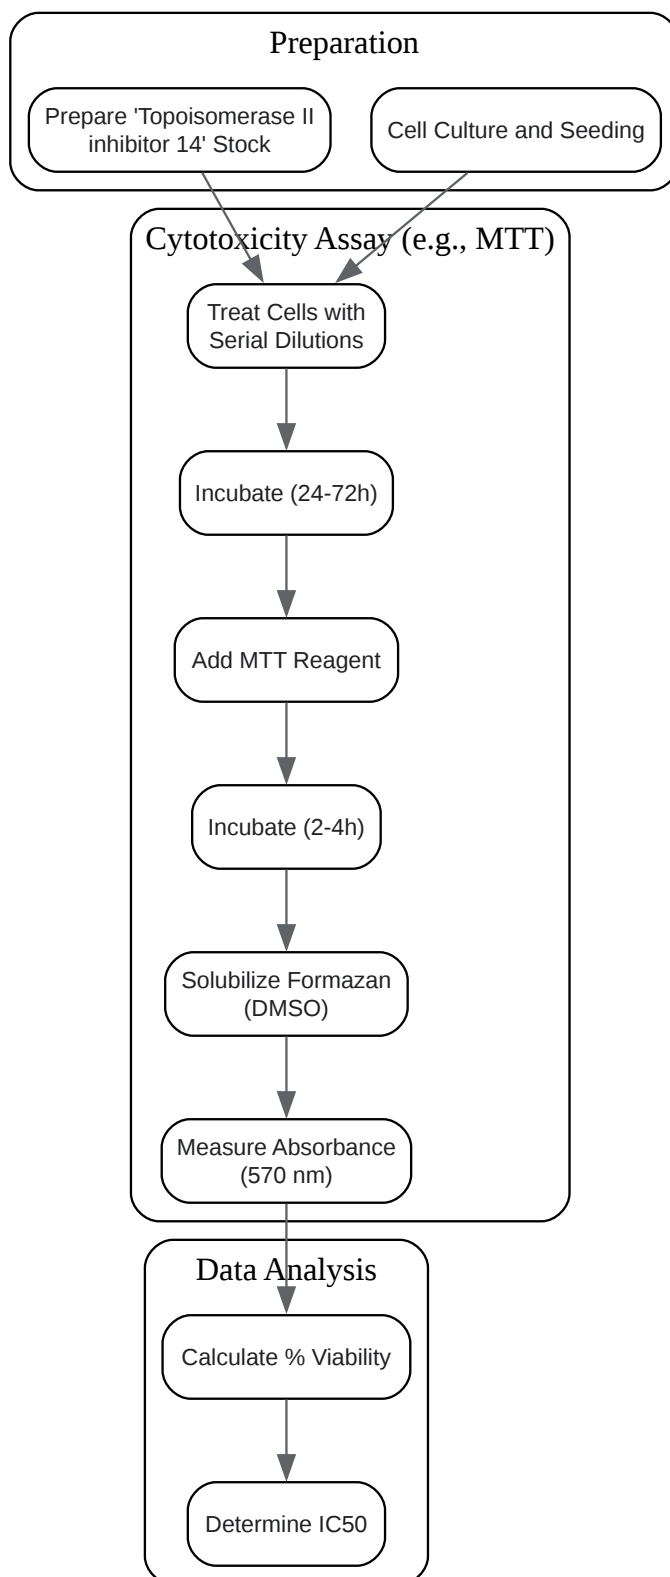 Preparation
Prepare 'Topoisomerase II
inhibitor 14' Stock
Cell Culture and Seeding
Cytotoxicity Assay (e.g., MTT)
Treat Cells with
Serial Dilutions
Incubate (24-72h)
Add MTT Reagent
Incubate (2-4h)
Solubilize Formazan
(DMSO)
Measure Absorbance
(570 nm)
Data Analysis
Calculate % Viability
Determine IC50